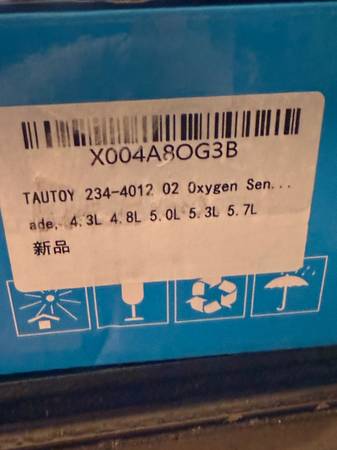 X004A8OG3B
TAUTOY 234-4012 O2 Oxygen Sen...
ade, 4.3L 4.8L 5.0L 5.3L 5.7L
新品